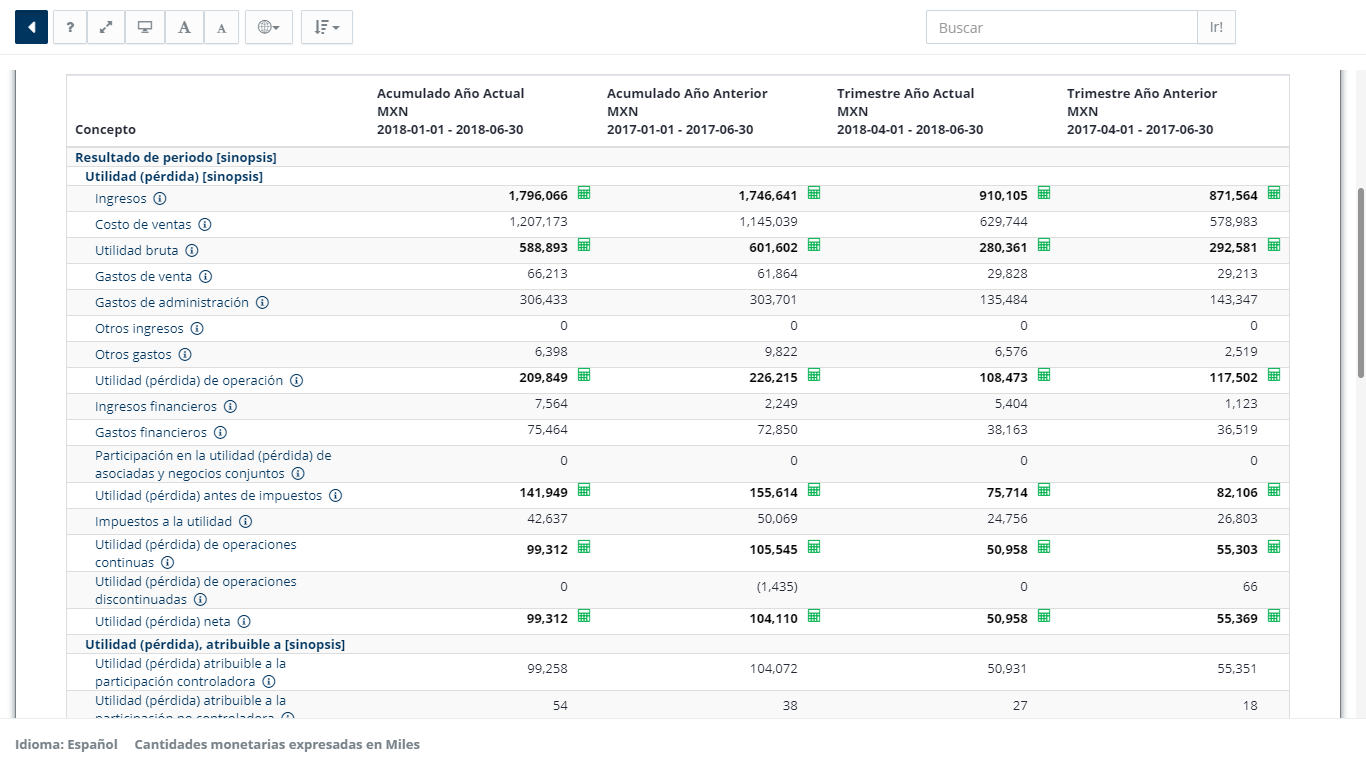 ?
A
A
Buscar
Ir!
Concepto
Acumulado Año Actual
MXN
2018-01-01 - 2018-06-30
Acumulado Año Anterior
MXN
2017-01-01 - 2017-06-30
Trimestre Año Actual
MXN
2018-04-01 - 2018-06-30
Trimestre Año Anterior
MXN
2017-04-01 - 2017-06-30
Resultado de periodo [sinopsis]
Utilidad (pérdida) [sinopsis]
Ingresos 1,796,066 1,746,641 910,105 871,564
Costo de ventas 1,207,173 1,145,039 629,744 578,983
Utilidad bruta 588,893 601,602 280,361 292,581
Gastos de venta 66,213 61,864 29,828 29,213
Gastos de administración 306,433 303,701 135,484 143,347
Otros ingresos 0 0 0 0
Otros gastos 6,398 9,822 6,576 2,519
Utilidad (pérdida) de operación 209,849 226,215 108,473 117,502
Ingresos financieros 7,564 2,249 5,404 1,123
Gastos financieros 75,464 72,850 38,163 36,519
Participación en la utilidad (pérdida) de
asociadas y negocios conjuntos 0 0 0 0
Utilidad (pérdida) antes de impuestos 141,949 155,614 75,714 82,106
Impuestos a la utilidad 42,637 50,069 24,756 26,803
Utilidad (pérdida) de operaciones
continuas 99,312 105,545 50,958 55,303
Utilidad (pérdida) de operaciones
discontinuadas 0 (1,435) 0 66
Utilidad (pérdida) neta 99,312 104,110 50,958 55,369
Utilidad (pérdida), atribuible a [sinopsis]
Utilidad (pérdida) atribuible a la
participación controladora 99,258 104,072 50,931 55,351
Utilidad (pérdida) atribuible a la
participación no controladora 54 38 27 18
Idioma: Español Cantidades monetarias expresadas en Miles